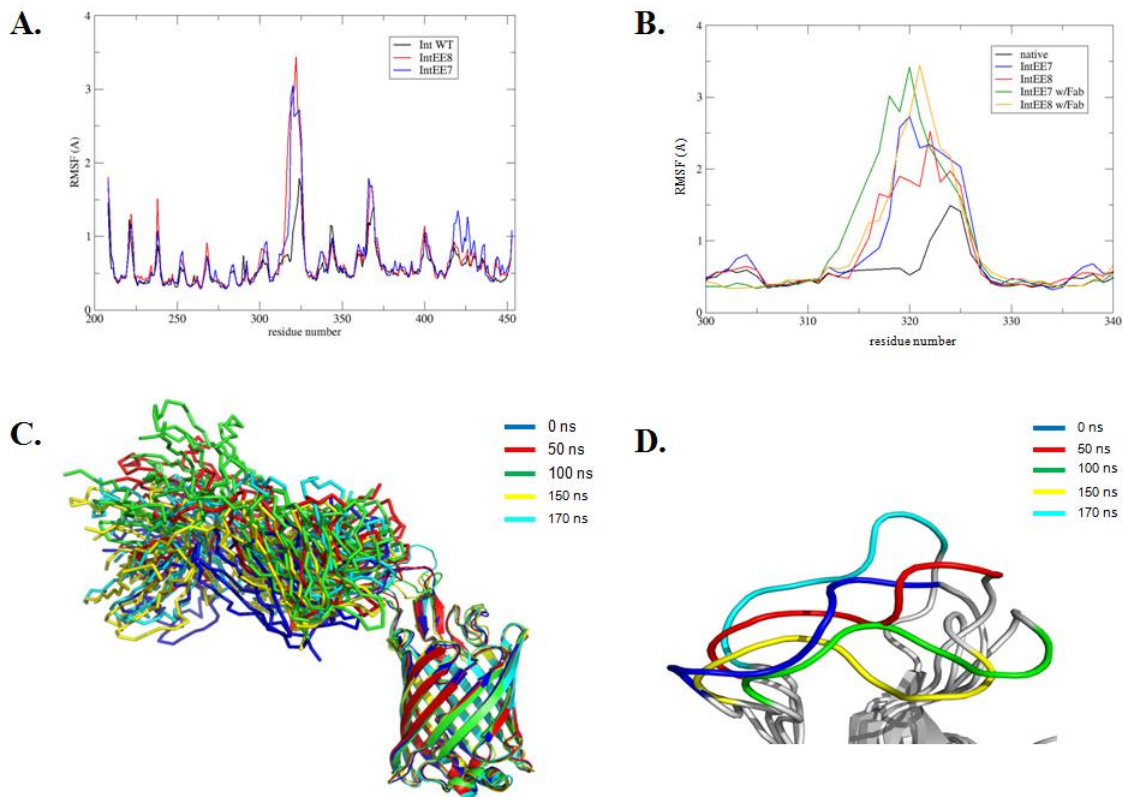 A.
4
3
2
1
0
RMSF (A)
Int WT
IntEE8
IntEE7
200
250
300
350
400
450
residue number
B.
4
3
2
1
0
RMSF (A)
native
IntEE7
IntEE8
IntEE7 w/Fab
IntEE8 w/Fab
300
310
320
330
340
residue number
C.
0 ns
50 ns
100 ns
150 ns
170 ns
D.
0 ns
50 ns
100 ns
150 ns
170 ns